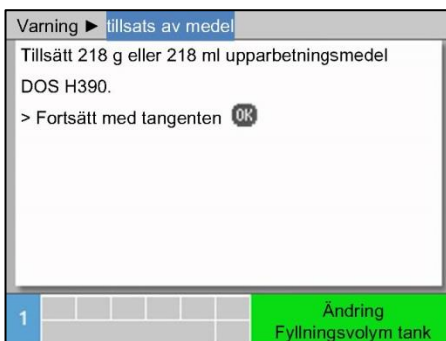 Varning ► tillsats av medel
Tillsätt 218 g eller 218 ml upparbetningsmedel
DOS H390.
> Fortsätt med tangenten OK
1
Ändring
Fyllningsvolym tank